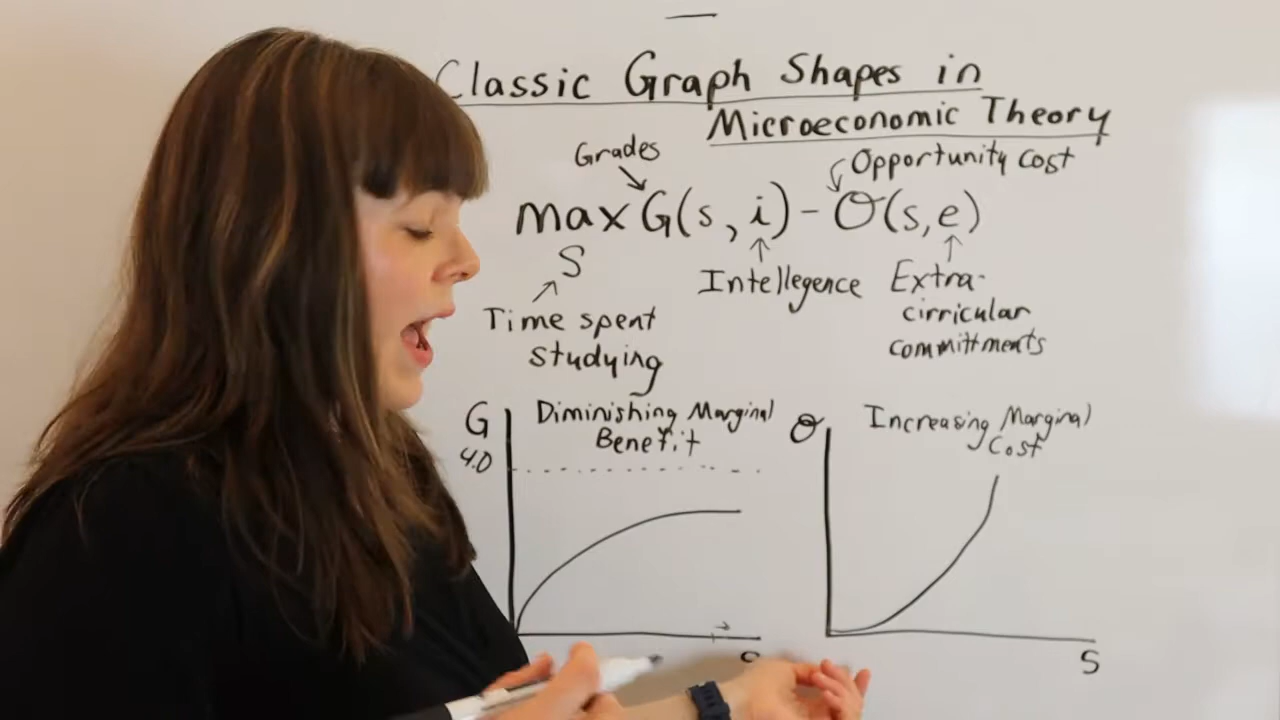 Classic Graph Shapes in
Microeconomic Theory
Grades
Opportunity Cost
max G(s, i) - O(s, e)
S
Intellegence
Extra-
cirricular
committments
Time spent
studying
G
4.0
Diminishing Marginal
Benefit
O
Increasing Marginal
Cost
S
S